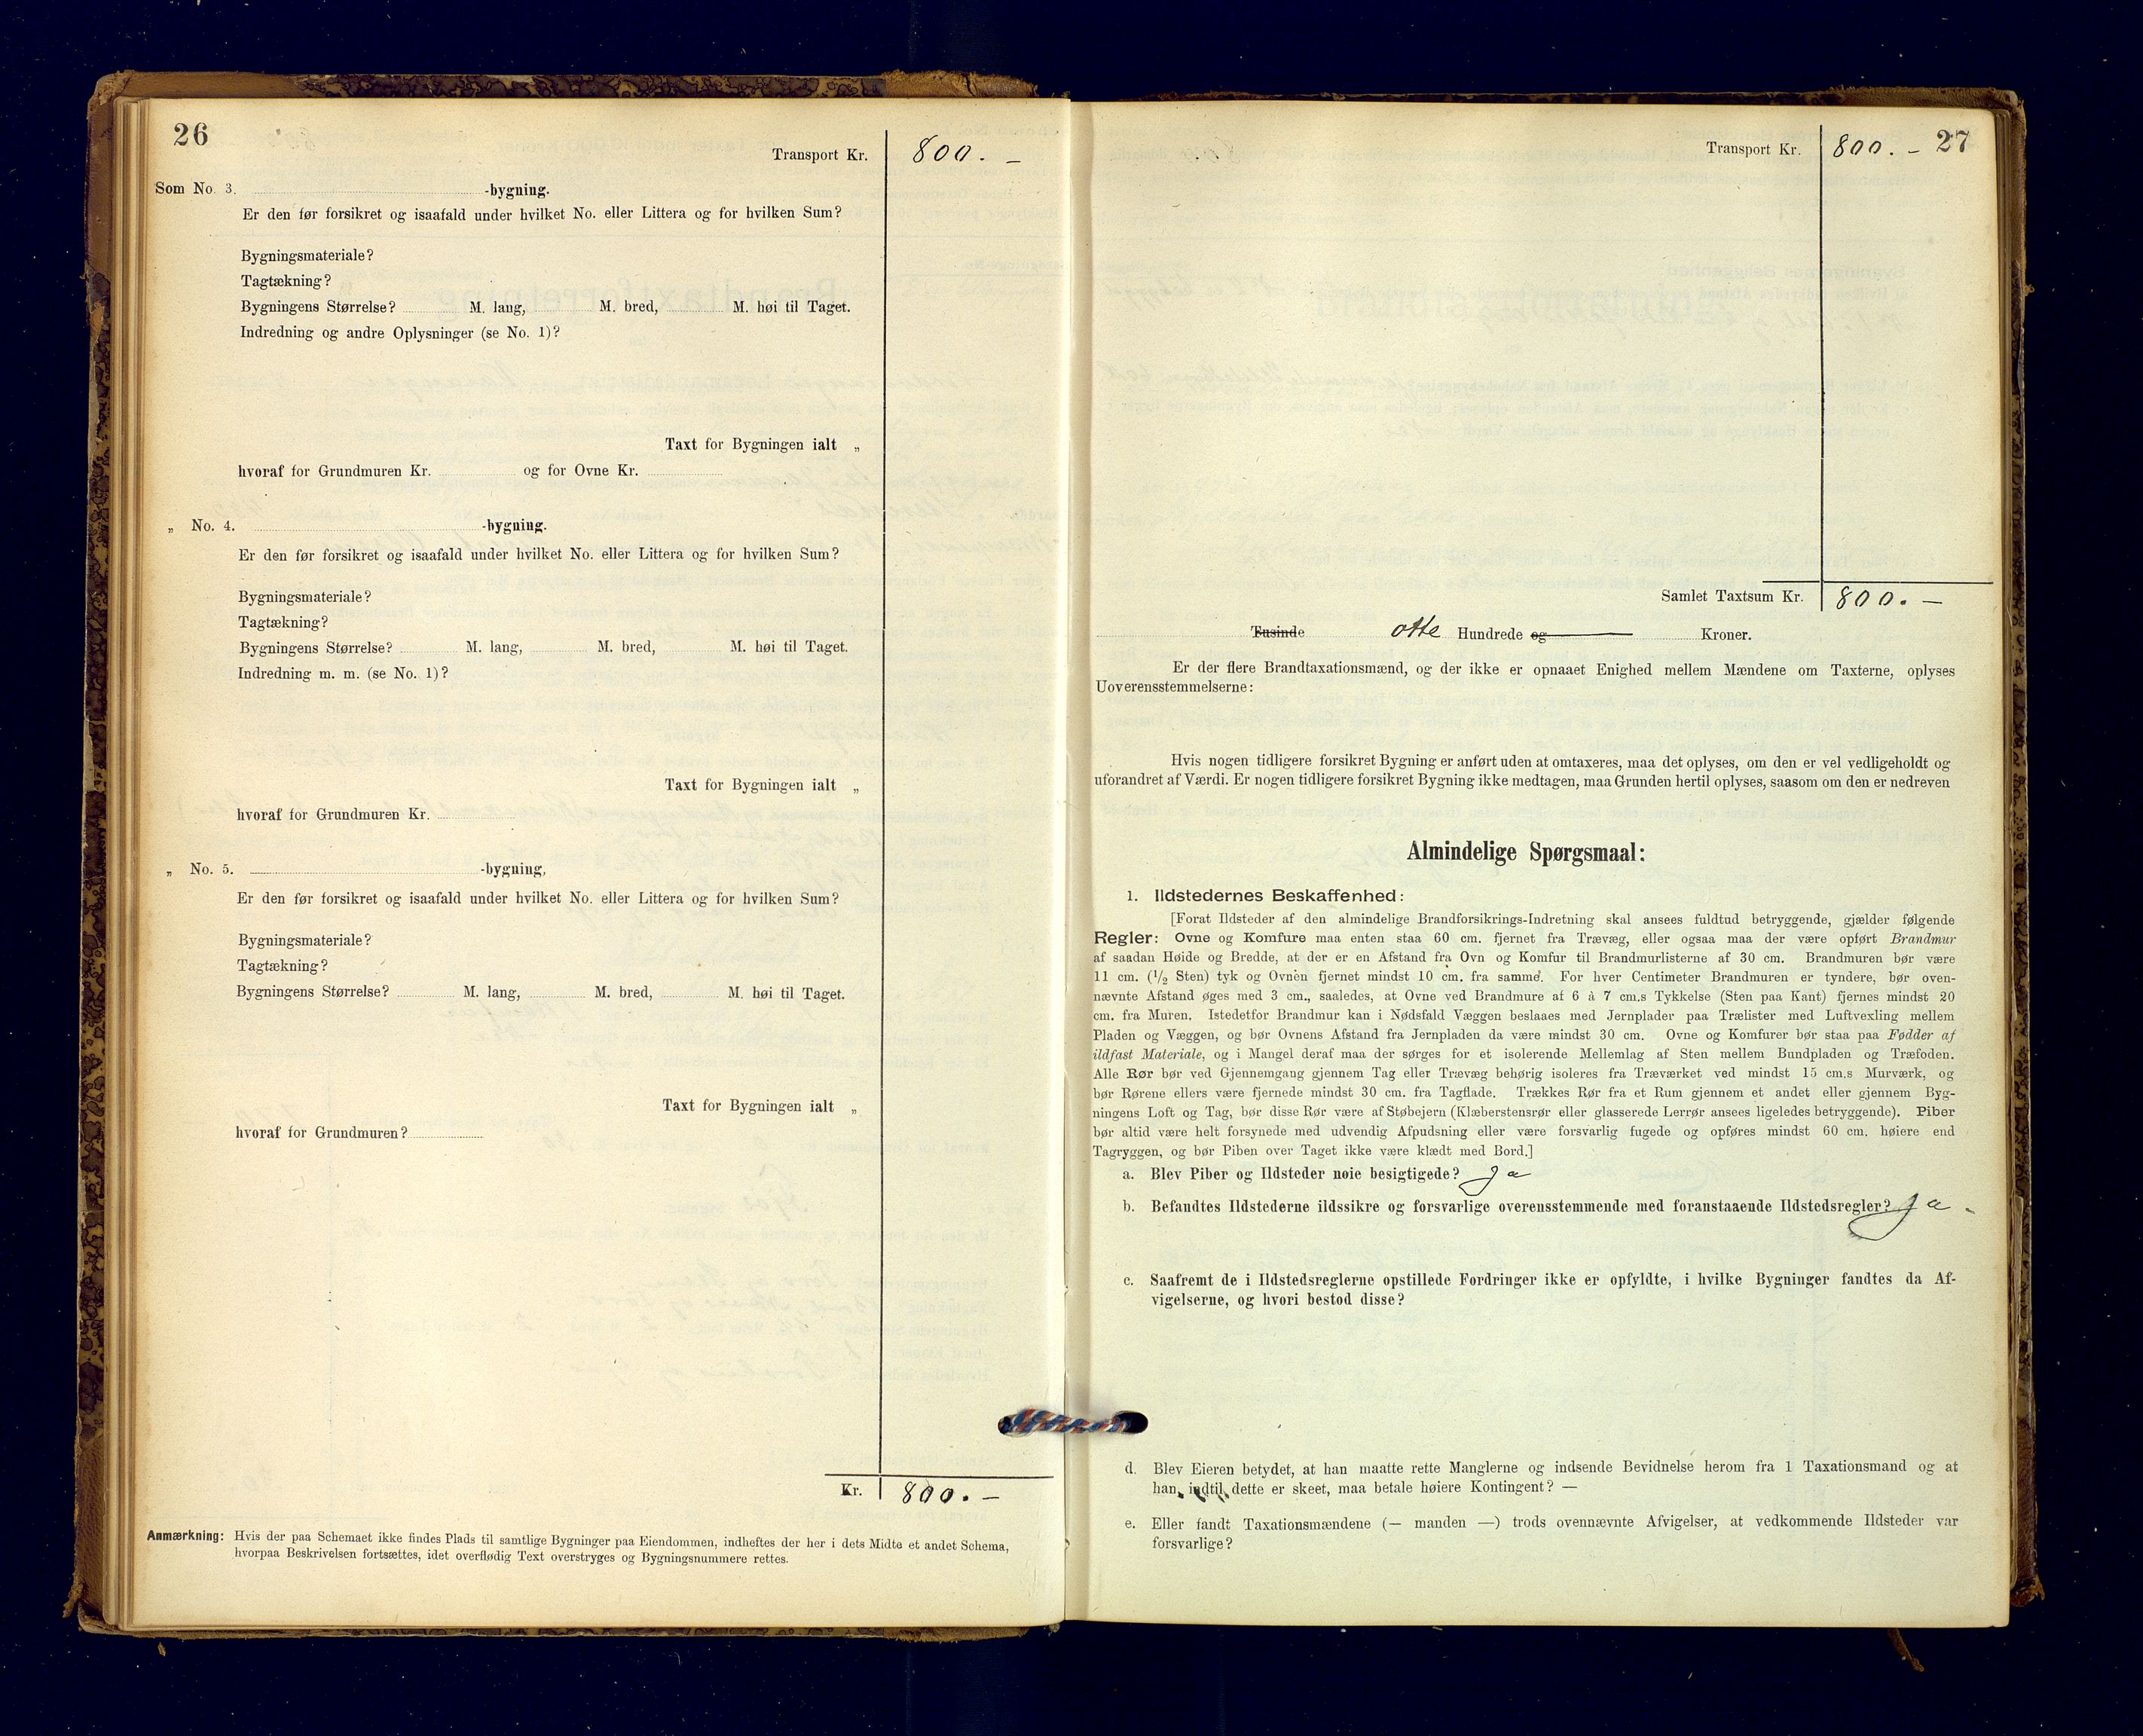 26
Transport Kr. 800. –
Som No. 3. -bygning.
Er den før forsikret og isaafald under hvilket No. eller Littera og for hvilken Sum?
Bygningsmateriale?
Tagtækning?
Bygningens Størrelse? M. lang, M. bred, M. høi til Taget.
Indredning og andre Oplysninger (se No. 1)?
Taxt for Bygningen ialt „
hvoraf for Grundmuren Kr. og for Ovne Kr.
„ No. 4. -bygning.
Er den før forsikret og isaafald under hvilket No. eller Littera og for hvilken Sum?
Bygningsmateriale?
Tagtækning?
Bygningens Størrelse? M. lang, M. bred, M. høi til Taget.
Indredning m. m. (se No. 1)?
Taxt for Bygningen ialt „
hvoraf for Grundmuren Kr.
„ No. 5. -bygning,
Er den før forsikret og isaafald under hvilket No. eller Littera og for hvilken Sum?
Bygningsmateriale?
Tagtækning?
Bygningens Størrelse? M. lang, M. bred, M. høi til Taget.
Taxt for Bygningen ialt „
hvoraf for Grundmuren?
Kr. 800. –
Anmærkning: Hvis der paa Schemaet ikke findes Plads til samtlige Bygninger paa Eiendommen, indheftes der her i dets Midte et andet Schema,
hvorpaa Beskrivelsen fortsættes, idet overflødig Text overstryges og Bygningsnummere rettes.
27
Transport Kr. 800. –
Samlet Taxtsum Kr. 800. –
Tusinde otte Hundrede og Kroner.
Er der flere Brandtaxationsmænd, og der ikke er opnaaet Enighed mellem Mændene om Taxterne, oplyses
Uoverensstemmelserne:
Hvis nogen tidligere forsikret Bygning er anført uden at omtaxeres, maa det oplyses, om den er vel vedligeholdt og
uforandret af Værdi. Er nogen tidligere forsikret Bygning ikke medtagen, maa Grunden hertil oplyses, saasom om den er nedreven
Almindelige Spørgsmaal:
1. Ildstedernes Beskaffenhed:
[Forat Ildsteder af den almindelige Brandforsikrings-Indretning skal ansees fuldtud betryggende, gjælder følgende
Regler: Ovne og Komfure maa enten staa 60 cm. fjernet fra Trævæg, eller ogsaa maa der være opført Brandmur
af saadan Høide og Bredde, at der er en Afstand fra Ovn og Komfur til Brandmurlisterne af 30 cm. Brandmuren bør være
11 cm. (1/2 Sten) tyk og Ovnen fjernet mindst 10 cm. fra samme. For hver Centimeter Brandmuren er tyndere, bør oven-
nævnte Afstand øges med 3 cm., saaledes, at Ovne ved Brandmure af 6 à 7 cm.s Tykkelse (Sten paa Kant) fjernes mindst 20
cm. fra Muren. Istedetfor Brandmur kan i Nødsfald Væggen beslaaes med Jernplader paa Trælister med Luftvexling mellem
Pladen og Væggen, og bør Ovnens Afstand fra Jernpladen da være mindst 30 cm. Ovne og Komfurer bør staa paa Fødder af
ildfast Materiale, og i Mangel deraf maa der sørges for et isolerende Mellemlag af Sten mellem Bundpladen og Træfoden.
Alle Rør bør ved Gjennemgang gjennem Tag eller Trævæg behørig isoleres fra Træværket ved mindst 15 cm.s Murværk, og
bør Rørene ellers være fjernede mindst 30 cm. fra Tagflade. Trækkes Rør fra et Rum gjennem et andet eller gjennem Byg-
ningens Loft og Tag, bør disse Rør være af Støbejern (Klæberstensrør eller glasserede Lerrør ansees ligeledes betryggende). Piber
bør altid være helt forsynede med udvendig Afpudsning eller være forsvarlig fugede og opføres mindst 60 cm. høiere end
Tagryggen, og bør Piben over Taget ikke være klædt med Bord.]
a. Blev Piber og Ildsteder nøie besigtigede? Ja
b. Befandtes Ildstederne ildssikre og forsvarlige overensstemmende med foranstaaende Ildstedsregler? Ja.
c. Saafremt de i Ildstedsreglerne opstillede Fordringer ikke er opfyldte, i hvilke Bygninger fandtes da Af-
vigelserne, og hvori bestod disse?
d. Blev Eieren betydet, at han maatte rette Manglerne og indsende Bevidnelse herom fra 1 Taxationsmand og at
han, indtil dette er skeet, maa betale høiere Kontingent? —
e. Eller fandt Taxationsmændene (— manden —) trods ovennævnte Afvigelser, at vedkommende Ildsteder var
forsvarlige?